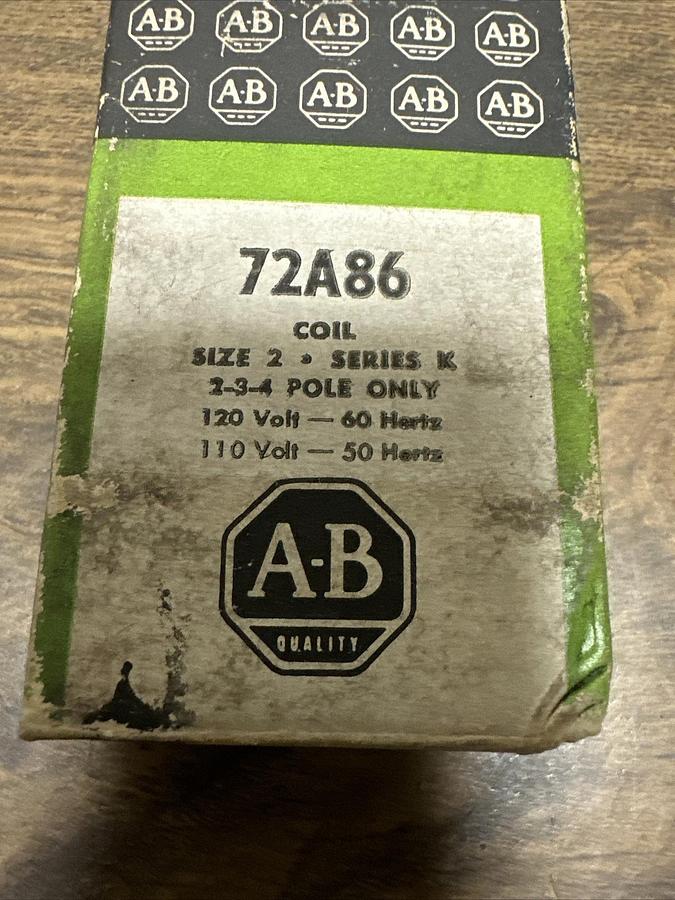 A-B A-B A-B A-B A-B
A-B A-B A-B A-B A-B
72A86
COIL
SIZE 2 • SERIES K
2-3-4 POLE ONLY
120 Volt — 60 Hertz
110 Volt — 50 Hertz
A-B
QUALITY